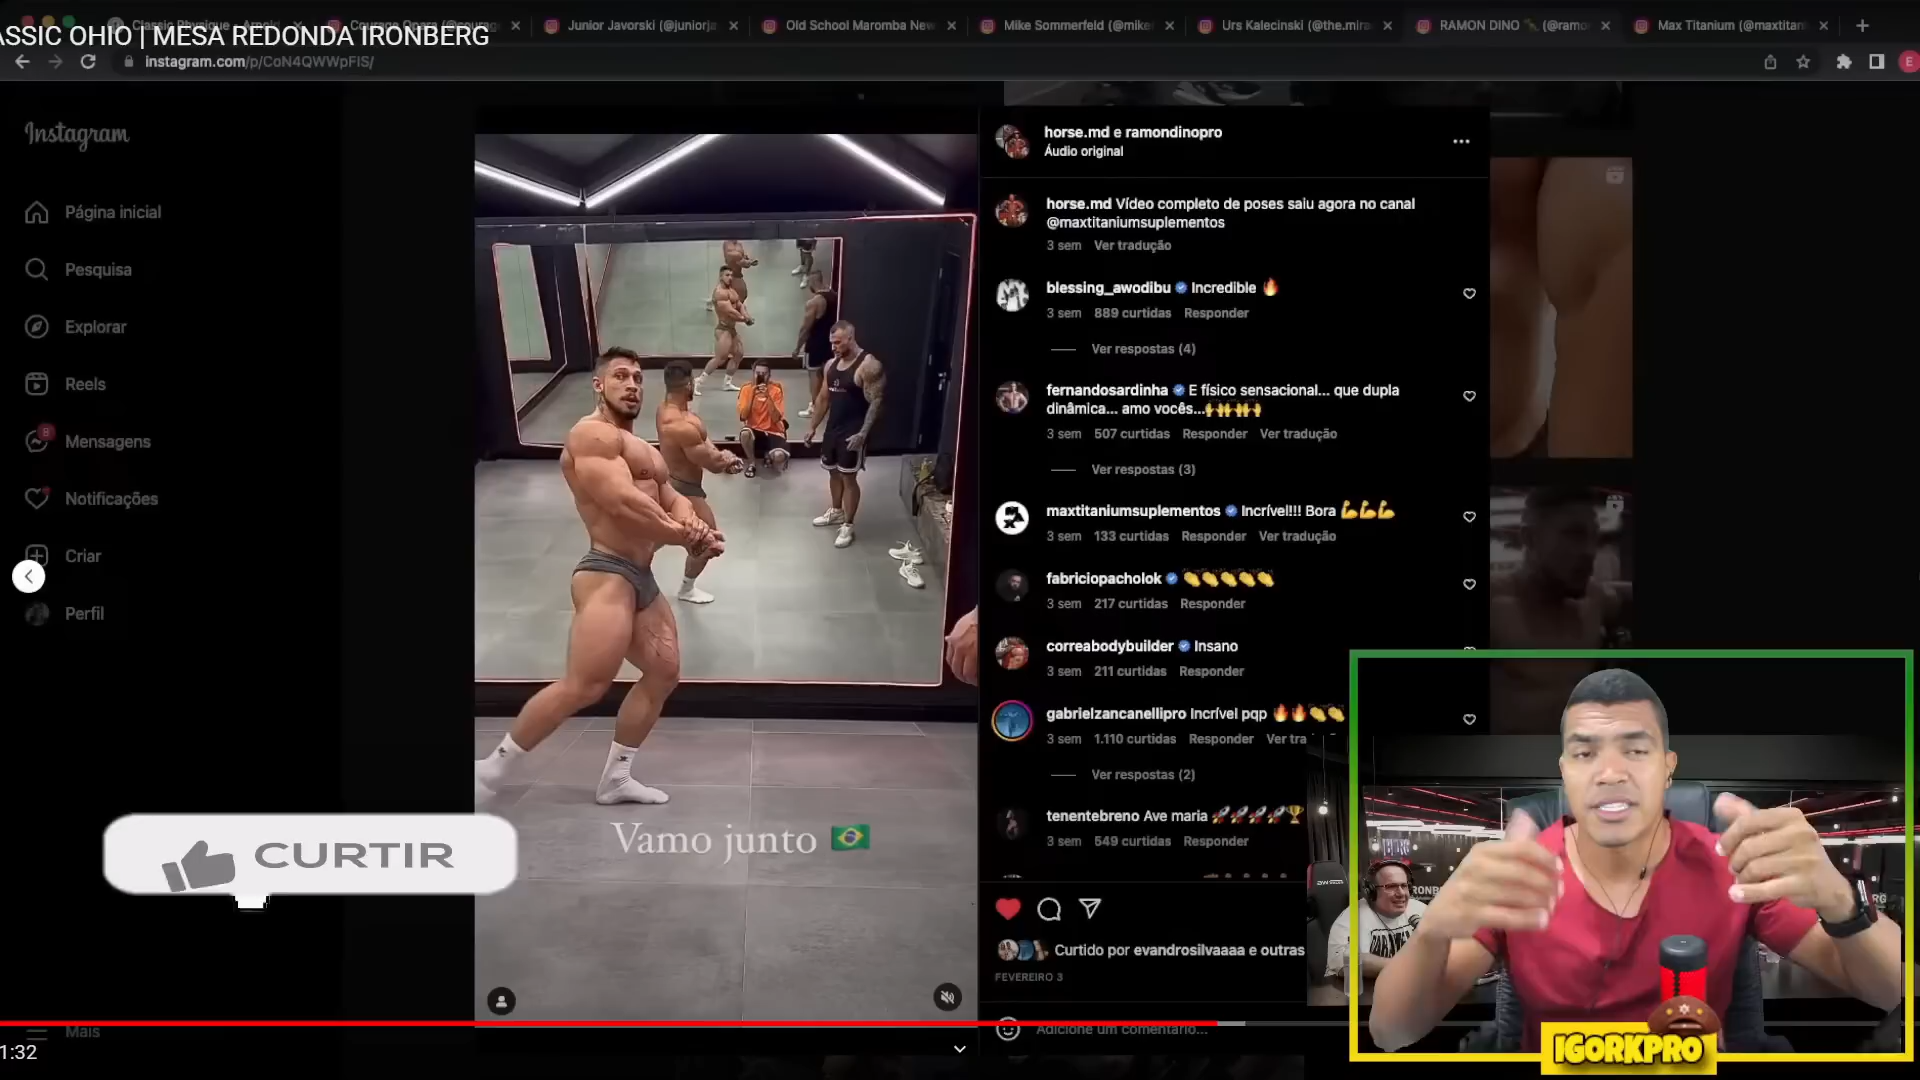 Classic Physique - Arnold
Junior Javorski (@juniorja
Old School Maromba New
Mike Sommerfeld (@mike
Urs Kalecinski (@the.mira
RAMON DINO 🦖 (@ramo
Max Titanium (@maxtitan
ASSIC OHIO | MESA REDONDA IRONBERG
instagram.com/p/CoN4QWWpFIS/
E
Instagram
Página inicial
Pesquisa
Explorar
Reels
8
Mensagens
Notificações
Criar
Perfil
Mais
1:32
CURTIR
Vamo junto 🇧🇷
horse.md e ramondinopro
Áudio original
horse.md Vídeo completo de poses saiu agora no canal
@maxtitaniumsuplementos
3 sem Ver tradução
blessing_awodibu Incredible 🔥
3 sem 889 curtidas Responder
Ver respostas (4)
fernandosardinha E físico sensacional... que dupla
dinâmica... amo vocês...🙌🙌🙌
3 sem 507 curtidas Responder Ver tradução
Ver respostas (3)
maxtitaniumsuplementos Incrível!!! Bora 💪💪💪
3 sem 133 curtidas Responder Ver tradução
fabriciopacholok 👏👏👏👏👏
3 sem 217 curtidas Responder
correabodybuilder Insano
3 sem 211 curtidas Responder
gabrielzancanellipro Incrível pqp 🔥🔥👏👏
3 sem 1.110 curtidas Responder Ver tra
Ver respostas (2)
tenentebreno Ave maria 🚀🚀🚀🚀🏆
3 sem 549 curtidas Responder
Curtido por evandrosilvaaaa e outras
FEVEREIRO 3
Adicione um comentário...
IGORKPRO